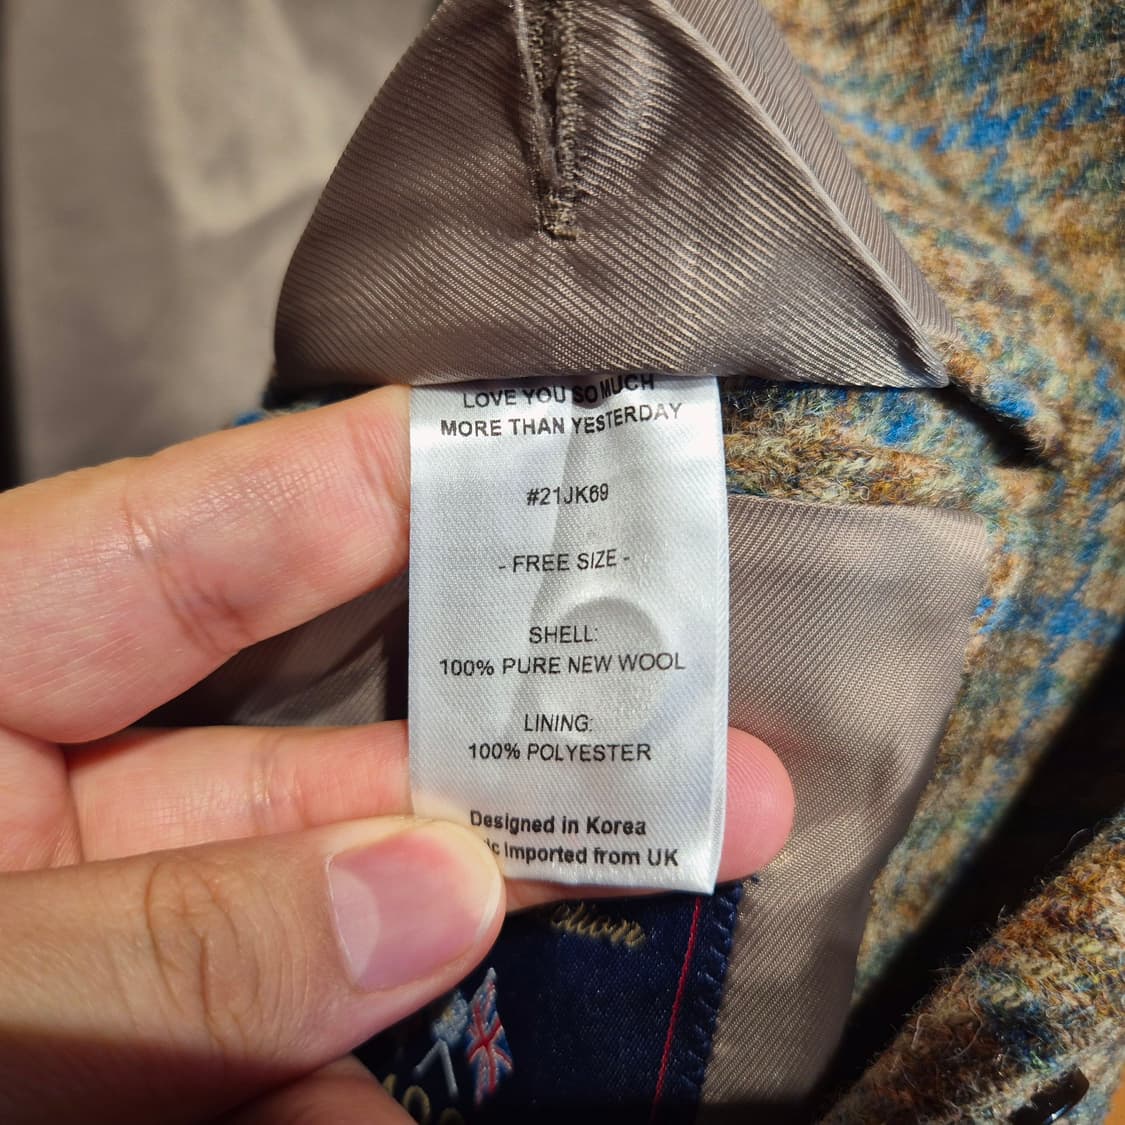 LOVE YOU SO MUCH
MORE THAN YESTERDAY
#21JK69
- FREE SIZE -
SHELL:
100% PURE NEW WOOL
LINING:
100% POLYESTER
Designed in Korea
Imported from UK